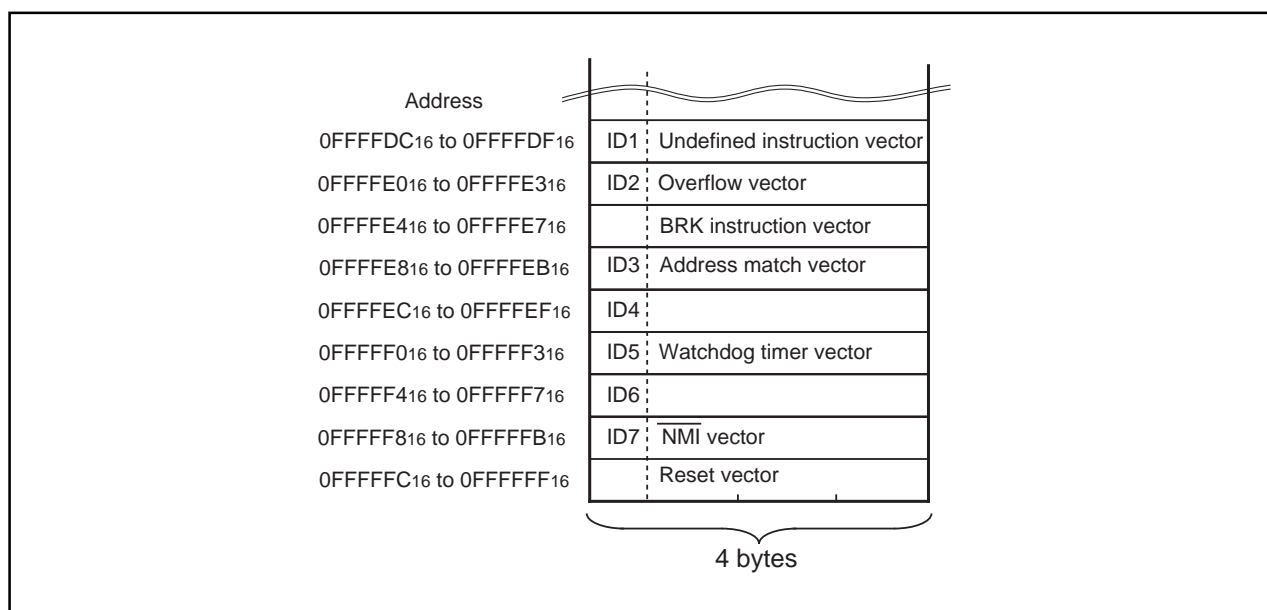 Address
0FFFFDC16 to 0FFFFDF16 ID1 Undefined instruction vector
0FFFFE016 to 0FFFFE316 ID2 Overflow vector
0FFFFE416 to 0FFFFE716 BRK instruction vector
0FFFFE816 to 0FFFFEB16 ID3 Address match vector
0FFFFEC16 to 0FFFFEF16 ID4
0FFFFF016 to 0FFFFF316 ID5 Watchdog timer vector
0FFFFF416 to 0FFFFF716 ID6
0FFFFF816 to 0FFFFFB16 ID7 N̅M̅I̅ vector
0FFFFFC16 to 0FFFFFF16 Reset vector
4 bytes